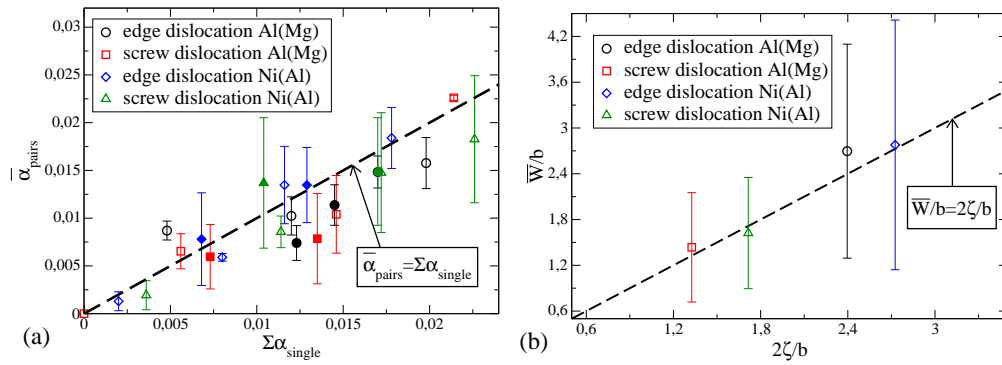 0,03
edge dislocation Al(Mg)
screw dislocation Al(Mg)
edge dislocation Ni(Al)
screw dislocation Ni(Al)
0,025
0,02
0,015
0,01
0,005
0
α̅pairs
α̅pairs=Σαsingle
0 0,005 0,01 0,015 0,02
Σαsingle
(a)
4,2
3,6
3
2,4
1,8
1,2
0,6
W̅/b
edge dislocation Al(Mg)
screw dislocation Al(Mg)
edge dislocation Ni(Al)
screw dislocation Ni(Al)
W̅/b=2ζ/b
0,6 1,2 1,8 2,4 3
2ζ/b
(b)